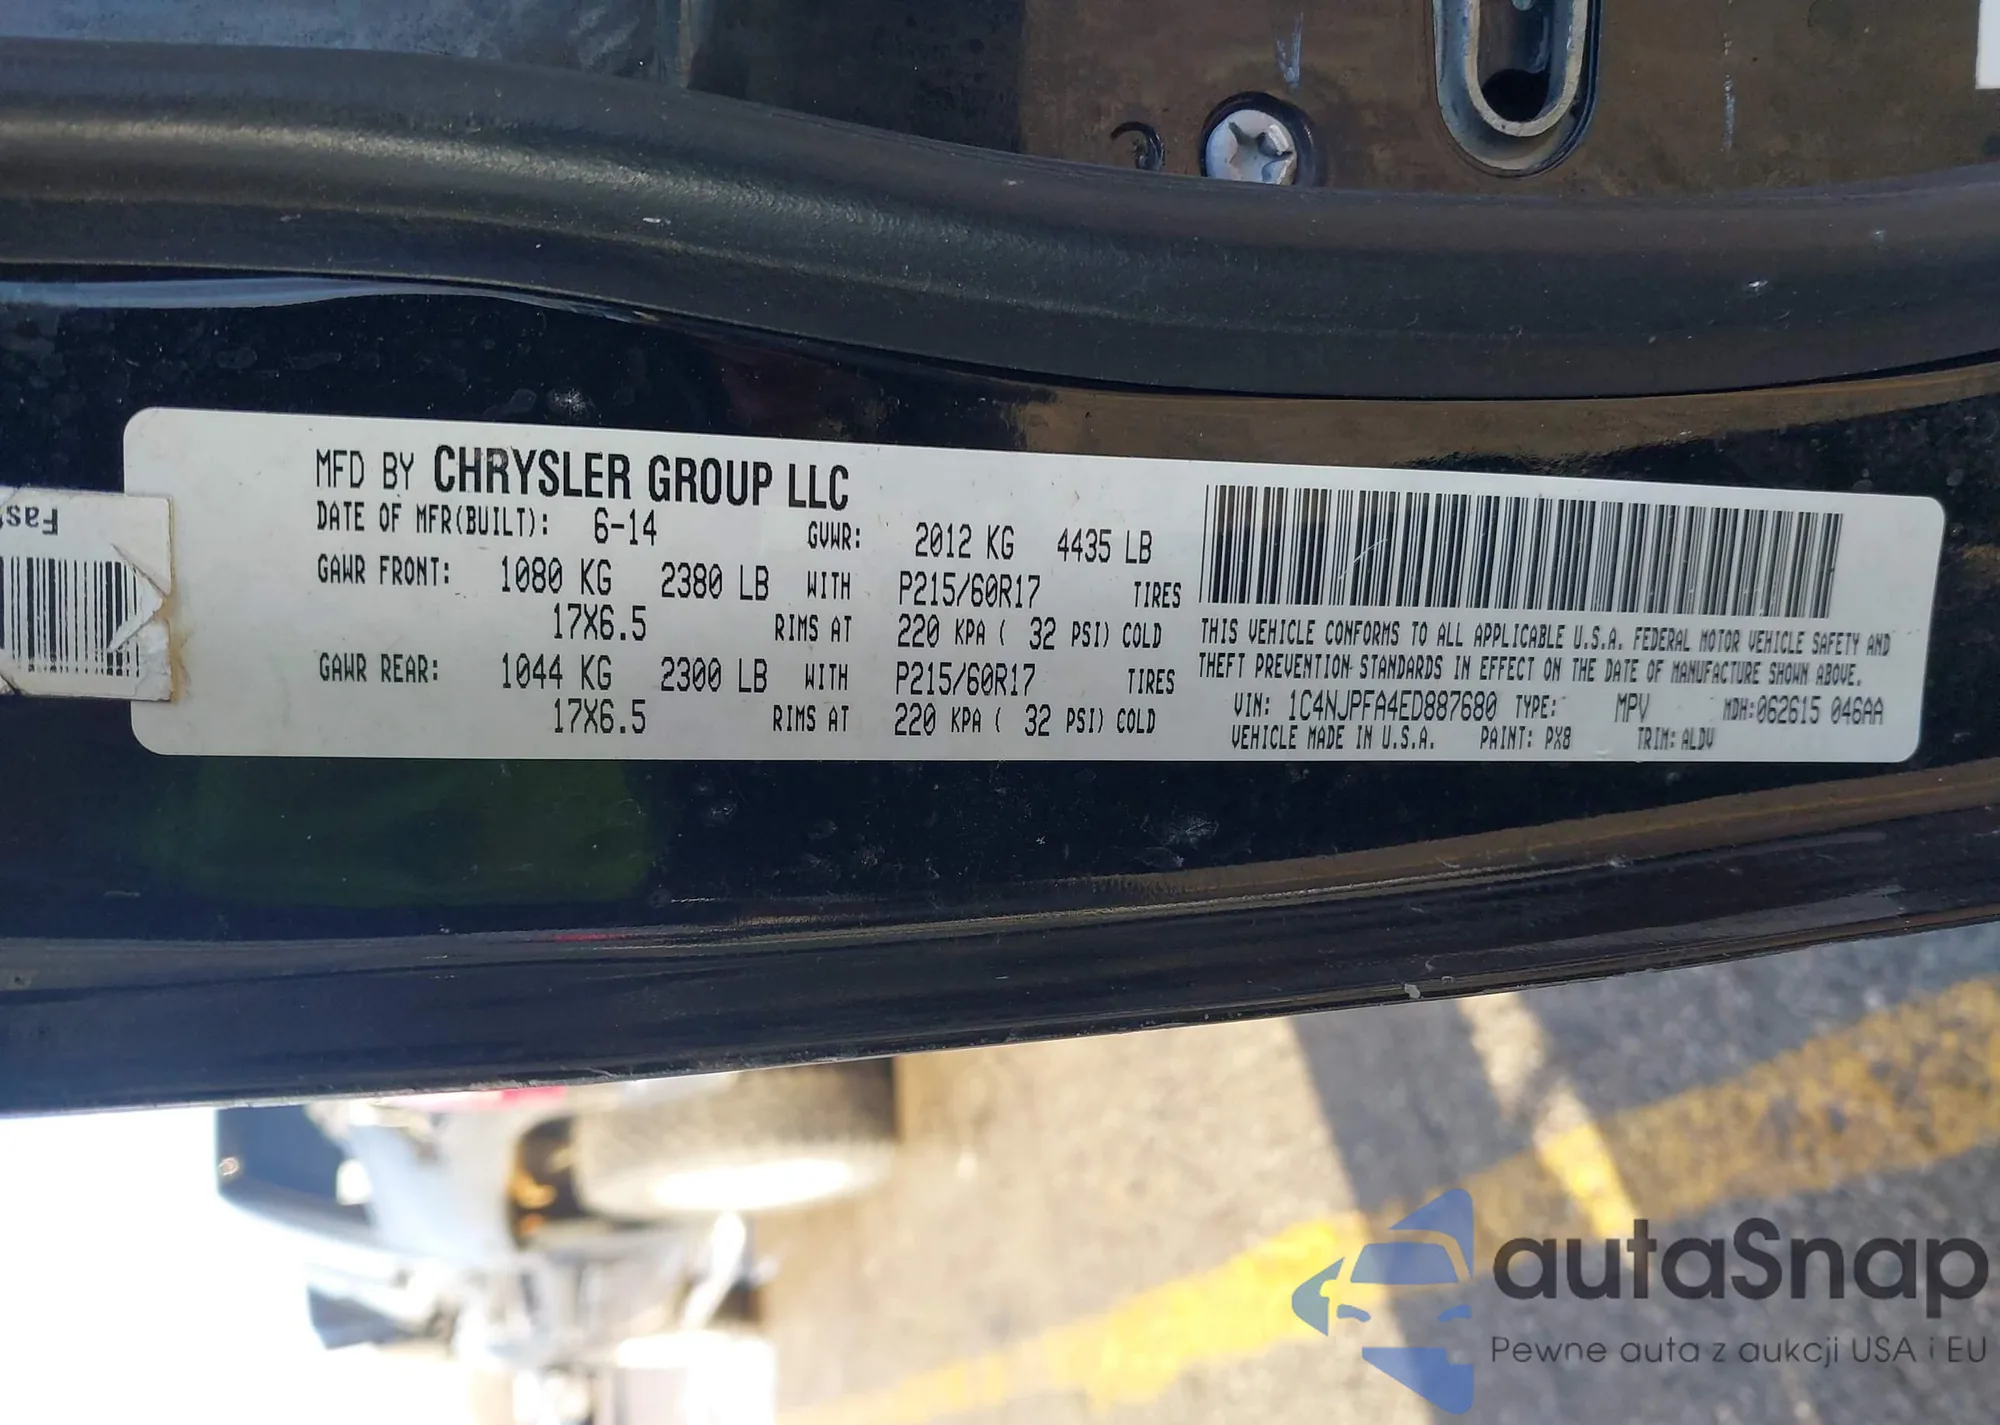 Fas
MFD BY CHRYSLER GROUP LLC
DATE OF MFR(BUILT): 6-14 GVWR: 2012 KG 4435 LB
GAWR FRONT: 1080 KG 2380 LB WITH P215/60R17 TIRES
17X6.5 RIMS AT 220 KPA ( 32 PSI) COLD
GAWR REAR: 1044 KG 2300 LB WITH P215/60R17 TIRES
17X6.5 RIMS AT 220 KPA ( 32 PSI) COLD
THIS VEHICLE CONFORMS TO ALL APPLICABLE U.S.A. FEDERAL MOTOR VEHICLE SAFETY AND
THEFT PREVENTION STANDARDS IN EFFECT ON THE DATE OF MANUFACTURE SHOWN ABOVE.
VIN: 1C4NJPFA4ED887680 TYPE: MPV MDH:062615 046AA
VEHICLE MADE IN U.S.A. PAINT: PX8 TRIM: ALDV
autaSnap
Pewne auta z aukcji USA i EU